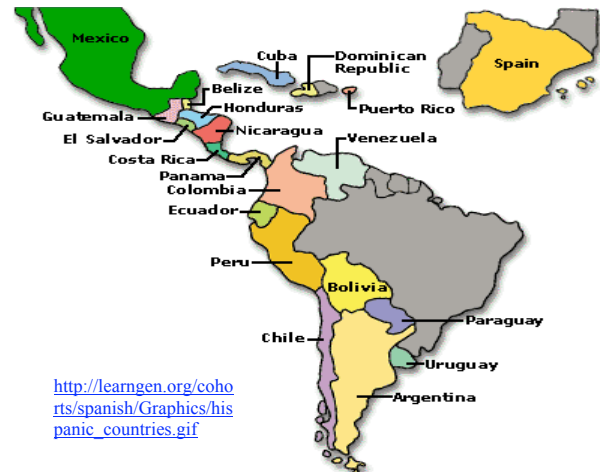 Mexico
Cuba
Dominican
Republic
Spain
Belize
Puerto Rico
Guatemala
Honduras
El Salvador
Nicaragua
Venezuela
Costa Rica
Panama
Colombia
Ecuador
Peru
Bolivia
Paraguay
Chile
Uruguay
Argentina
http://learngen.org/coho
rts/spanish/Graphics/his
panic_countries.gif